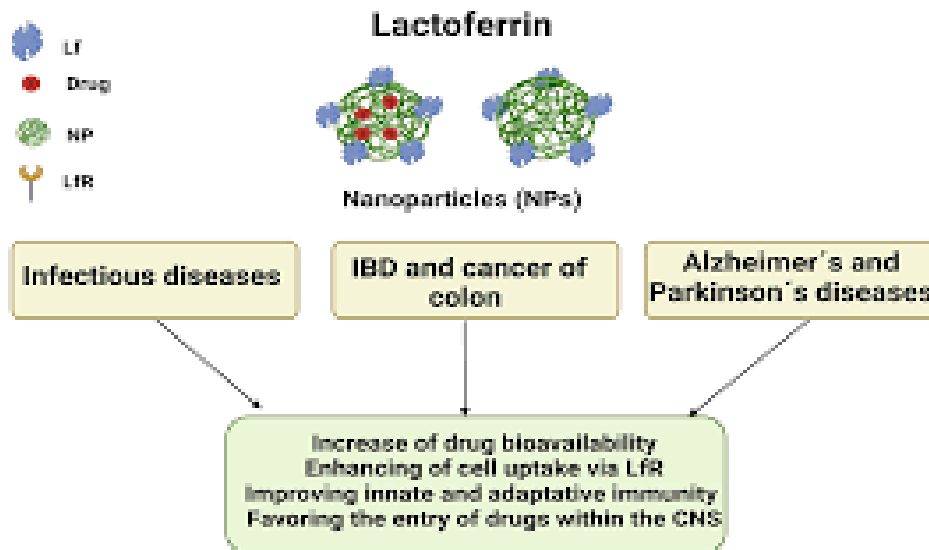 Lactoferrin
Lf
Drug
NP
LfR
Nanoparticles (NPs)
Infectious diseases
IBD and cancer of
colon
Alzheimer´s and
Parkinson´s diseases
Increase of drug bioavailability
Enhancing of cell uptake via LfR
Improving innate and adaptative immunity
Favoring the entry of drugs within the CNS